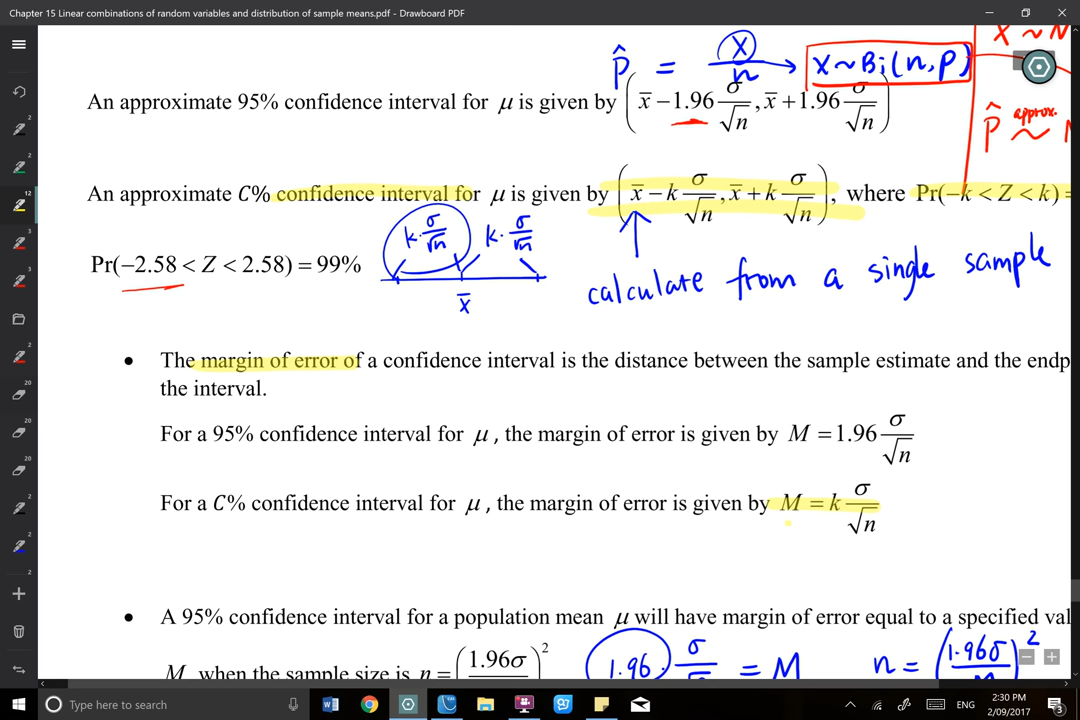 Chapter 15 Linear combinations of random variables and distribution of sample means.pdf - Drawboard PDF
P̂ = X/n → X ~ Bi(n, p)
X ~ N
An approximate 95% confidence interval for μ is given by (x̄ − 1.96 σ/√n, x̄ + 1.96 σ/√n)
P̂ approx. ~
An approximate C% confidence interval for μ is given by (x̄ − k σ/√n, x̄ + k σ/√n), where Pr(−k < Z < k) =
k · σ/√n k · σ/√n
Pr(−2.58 < Z < 2.58) = 99%
x̄
calculate from a single sample
• The margin of error of a confidence interval is the distance between the sample estimate and the endp
the interval.
For a 95% confidence interval for μ, the margin of error is given by M = 1.96 σ/√n
For a C% confidence interval for μ, the margin of error is given by M = k σ/√n
• A 95% confidence interval for a population mean μ will have margin of error equal to a specified val
M when the sample size is n = (1.96σ)²
1.96 · σ = M n = (1.96σ)²
Type here to search
ENG
2:30 PM
2/09/2017